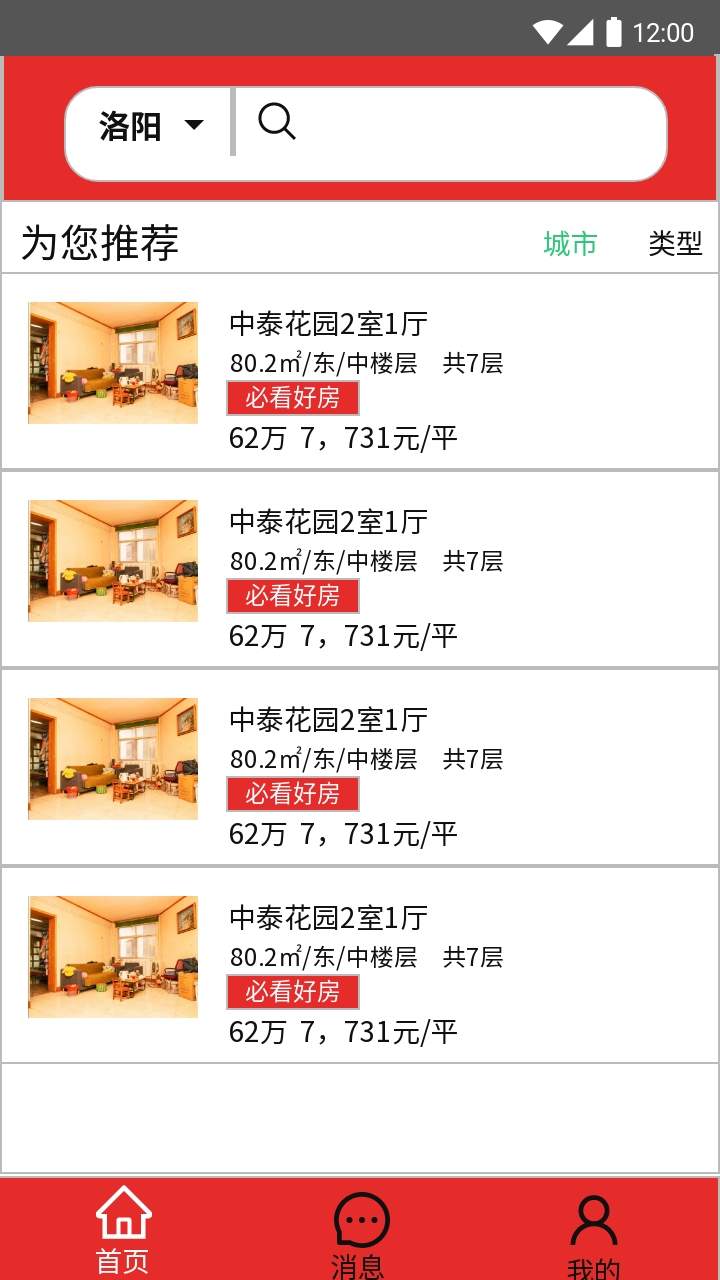 12:00
洛阳
为您推荐 城市 类型
中泰花园2室1厅
80.2㎡/东/中楼层 共7层
必看好房
62万 7，731元/平
中泰花园2室1厅
80.2㎡/东/中楼层 共7层
必看好房
62万 7，731元/平
中泰花园2室1厅
80.2㎡/东/中楼层 共7层
必看好房
62万 7，731元/平
中泰花园2室1厅
80.2㎡/东/中楼层 共7层
必看好房
62万 7，731元/平
首页 消息 我的